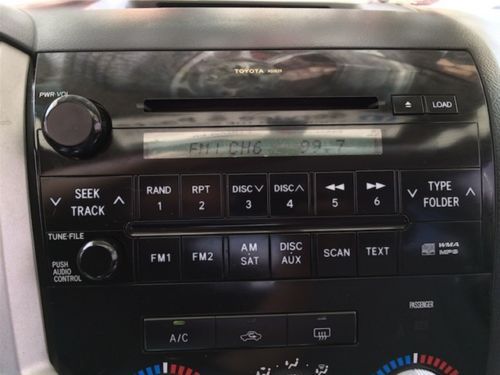 TOYOTA
PWR·VOL
LOAD
FM1 CH6 99.7
SEEK TRACK
RAND 1
RPT 2
DISC 3
DISC 4
5
6
TYPE FOLDER
TUNE·FILE
PUSH AUDIO CONTROL
FM1
FM2
AM ·SAT
DISC ·AUX
SCAN
TEXT
WMA
MP3
PASSENGER
A/C